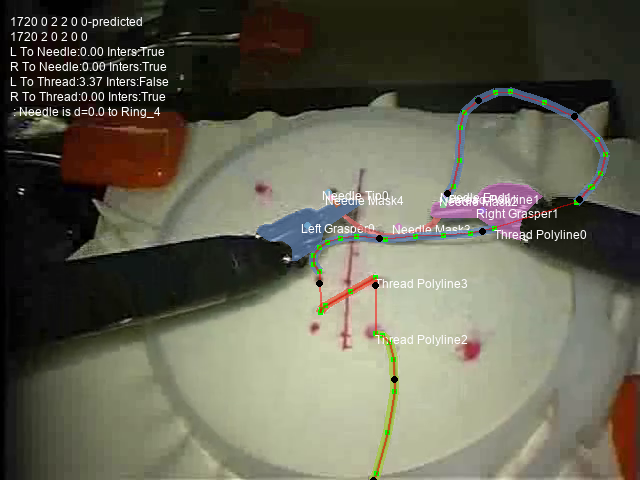 1720 0 2 2 0 0-predicted
1720 2 0 2 0 0
L To Needle:0.00 Inters:True
R To Needle:0.00 Inters:True
L To Thread:3.37 Inters:False
R To Thread:0.00 Inters:True
: Needle is d=0.0 to Ring_4
Needle Tip0
Needle Mask4
Right Grasper1
Left Grasper0
Needle Mask3
Thread Polyline0
Thread Polyline3
Thread Polyline2